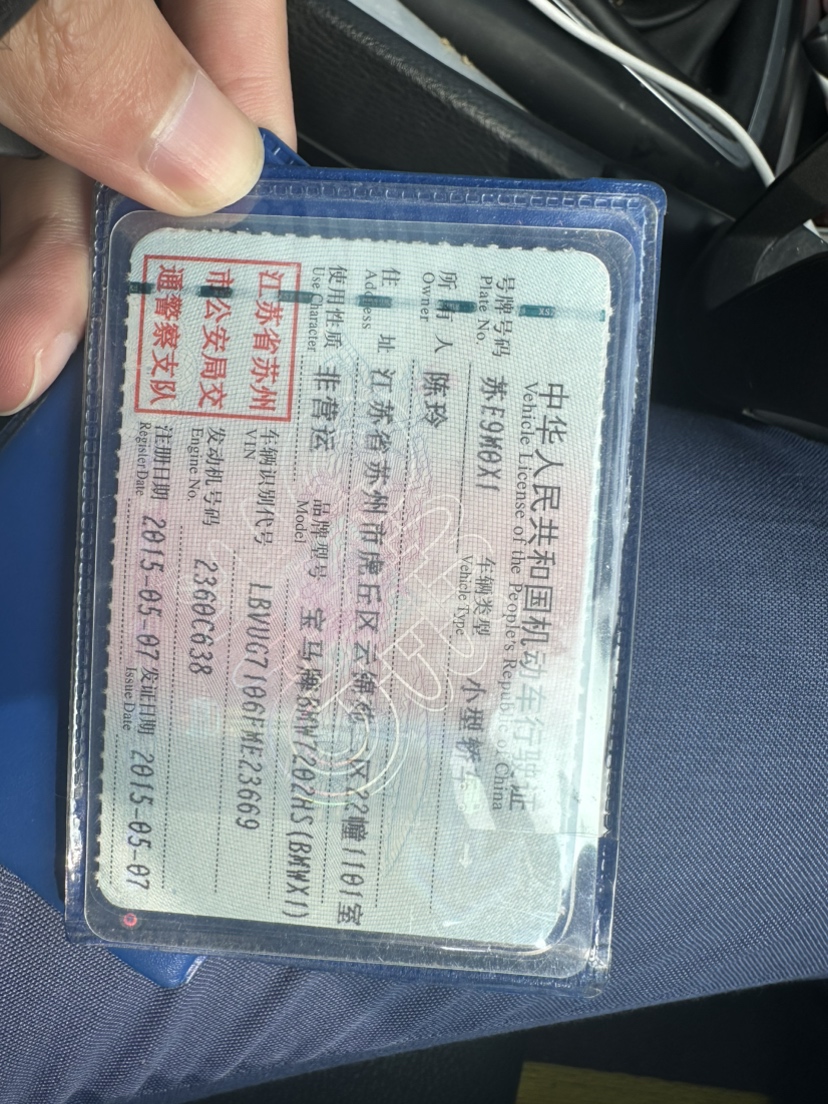 中华人民共和国机动车行驶证
Vehicle License of the People's Republic of China
号牌号码 苏E9M0X1 车辆类型 小型轿车
Plate No. Vehicle Type
所有人 陈玲
Owner
住址 江苏省苏州市虎丘区云锦苑一区22幢1101室
Address
使用性质 非营运 品牌型号 宝马牌BMW7202HS(BMWX1)
Use Character Model
江苏省苏州
市公安局交
通警察支队
车辆识别代号 LBVUG7106FME23669
VIN
发动机号码 2360C638
Engine No.
注册日期 2015-05-07 发证日期 2015-05-07
Register Date Issue Date